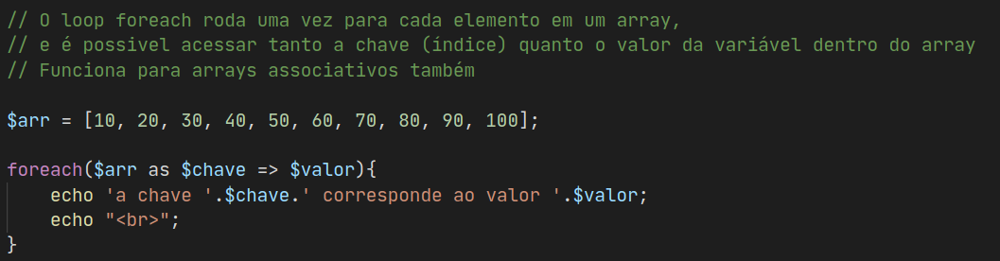 // O loop foreach roda uma vez para cada elemento em um array,
// e é possivel acessar tanto a chave (índice) quanto o valor da variável dentro do array
// Funciona para arrays associativos também
$arr = [10, 20, 30, 40, 50, 60, 70, 80, 90, 100];
foreach($arr as $chave => $valor){
    echo 'a chave '.$chave.' corresponde ao valor '.$valor;
    echo "<br>";
}